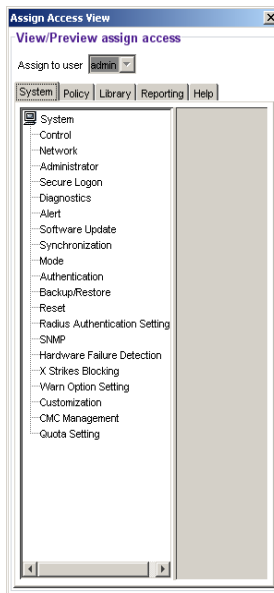 Assign Access View
View/Preview assign access
Assign to user admin
System Policy Library Reporting Help
System
Control
Network
Administrator
Secure Logon
Diagnostics
Alert
Software Update
Synchronization
Mode
Authentication
Backup/Restore
Reset
Radius Authentication Setting
SNMP
Hardware Failure Detection
X Strikes Blocking
Warn Option Setting
Customization
CMC Management
Quota Setting